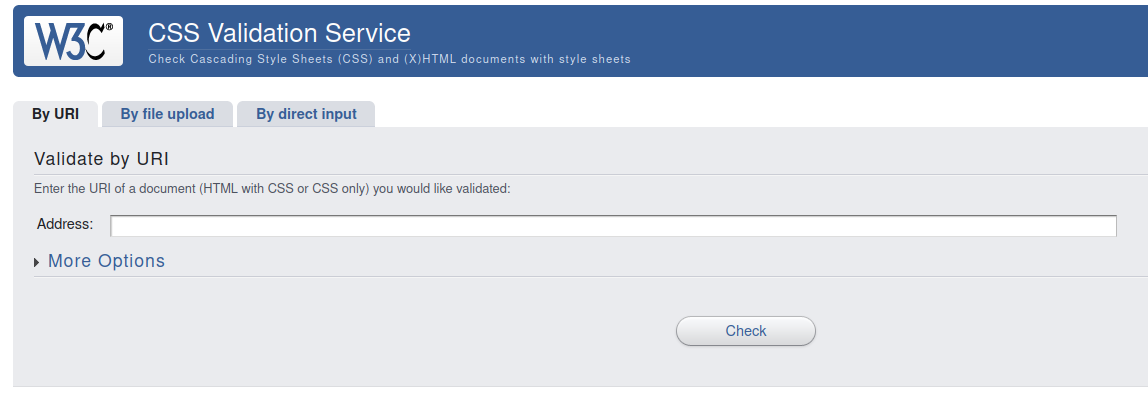 W3C®
CSS Validation Service
Check Cascading Style Sheets (CSS) and (X)HTML documents with style sheets
By URI By file upload By direct input
Validate by URI
Enter the URI of a document (HTML with CSS or CSS only) you would like validated:
Address:
More Options
Check